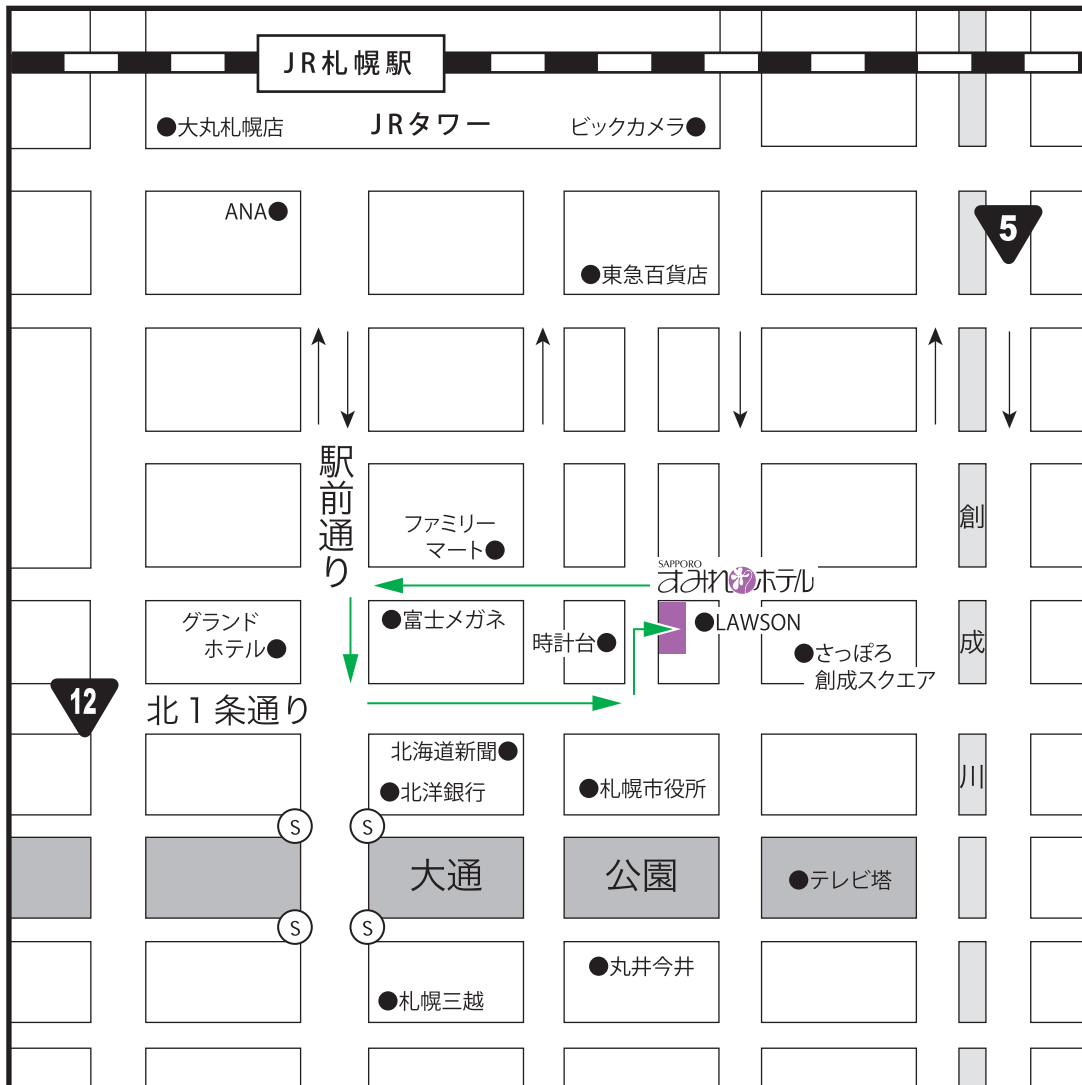 JR札幌駅
大丸札幌店
JRタワー
ビックカメラ
ANA
5
東急百貨店
駅前通り
ファミリー
マート
創成川
SAPPORO
すみれホテル
グランド
ホテル
富士メガネ
時計台
LAWSON
さっぽろ
創成スクエア
12
北1条通り
北海道新聞
北洋銀行
札幌市役所
S
S
大通
公園
テレビ塔
S
S
丸井今井
札幌三越